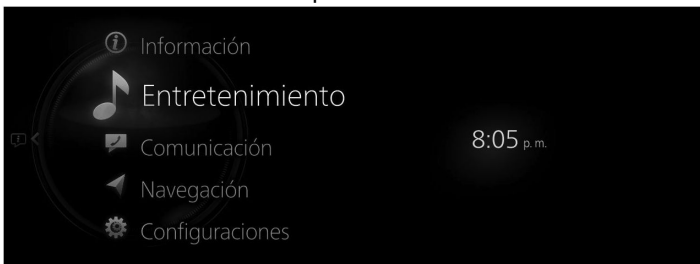 Información
Entretenimiento
Comunicación
8:05 p. m.
Navegación
Configuraciones